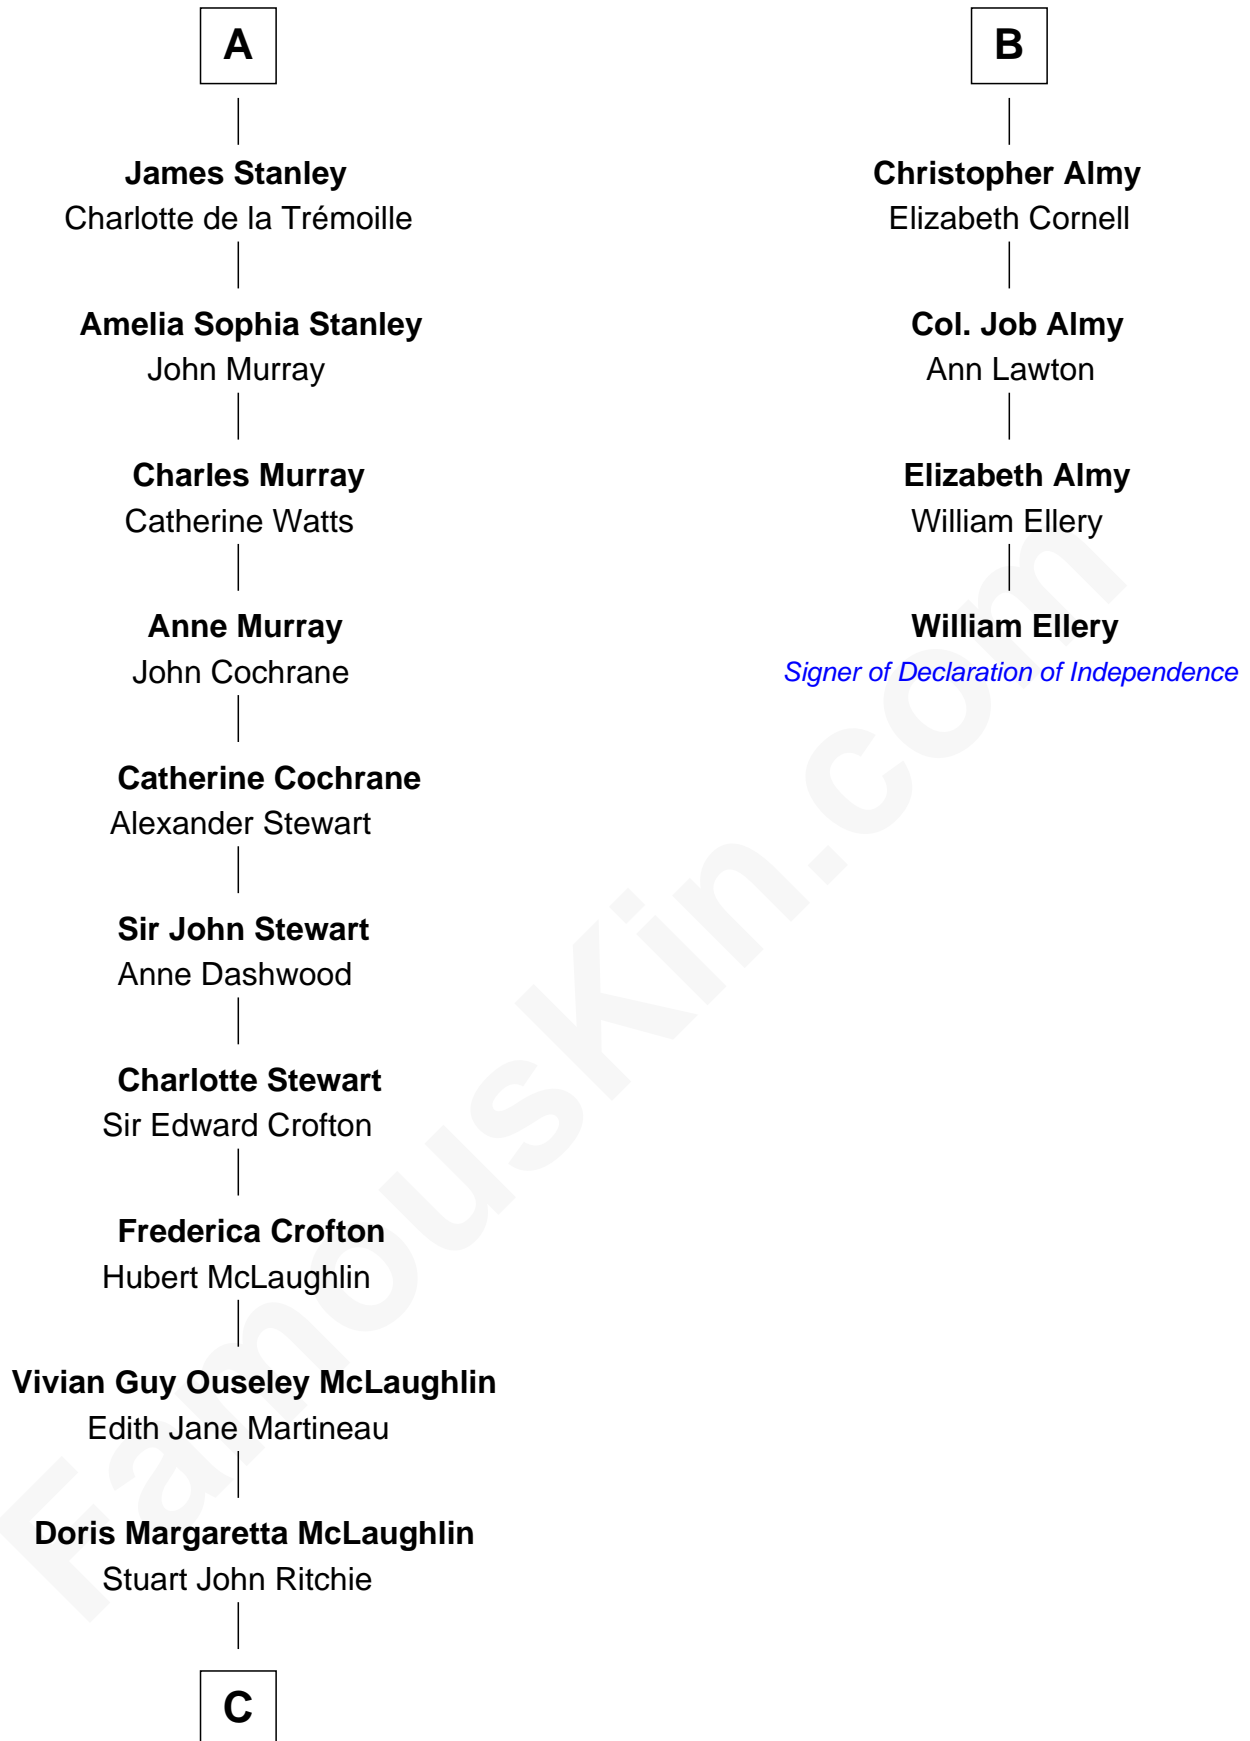 A
James Stanley
Charlotte de la Trémoille
Amelia Sophia Stanley
John Murray
Charles Murray
Catherine Watts
Anne Murray
John Cochrane
Catherine Cochrane
Alexander Stewart
Sir John Stewart
Anne Dashwood
Charlotte Stewart
Sir Edward Crofton
Frederica Crofton
Hubert McLaughlin
Vivian Guy Ouseley McLaughlin
Edith Jane Martineau
Doris Margaretta McLaughlin
Stuart John Ritchie
C
B
Christopher Almy
Elizabeth Cornell
Col. Job Almy
Ann Lawton
Elizabeth Almy
William Ellery
William Ellery
Signer of Declaration of Independence
FamousKin.com